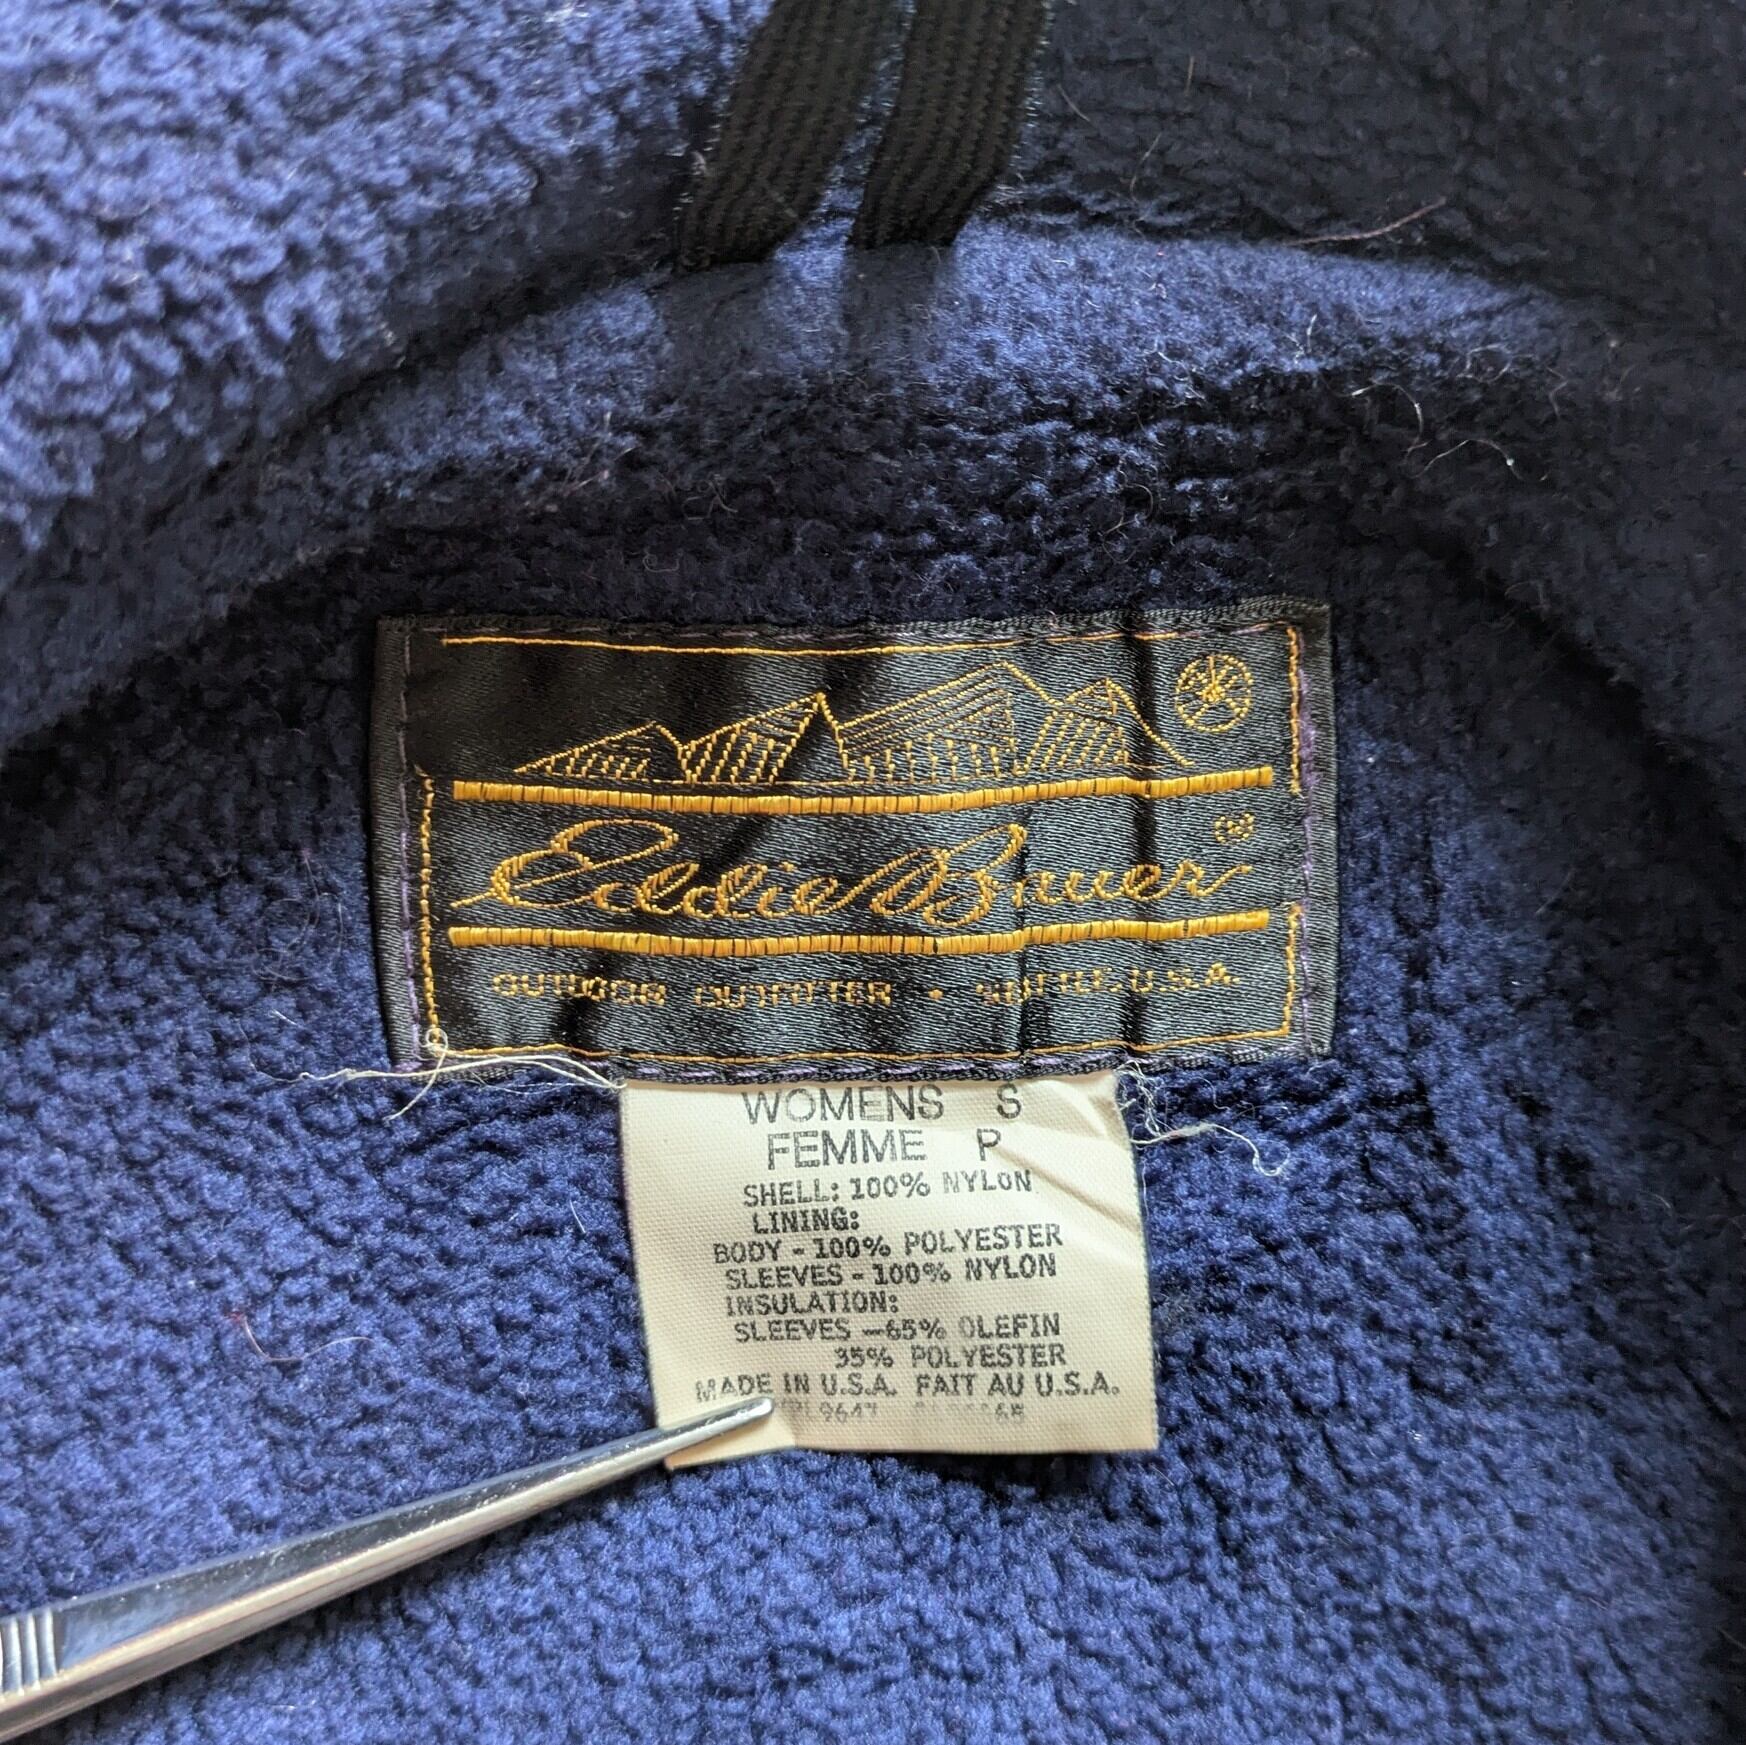 Eddie Bauer
OUTDOOR OUTFITTER • SEATTLE, U.S.A.
WOMENS S
FEMME P
SHELL: 100% NYLON
LINING:
BODY - 100% POLYESTER
SLEEVES - 100% NYLON
INSULATION:
SLEEVES —65% OLEFIN
35% POLYESTER
MADE IN U.S.A. FAIT AU U.S.A.